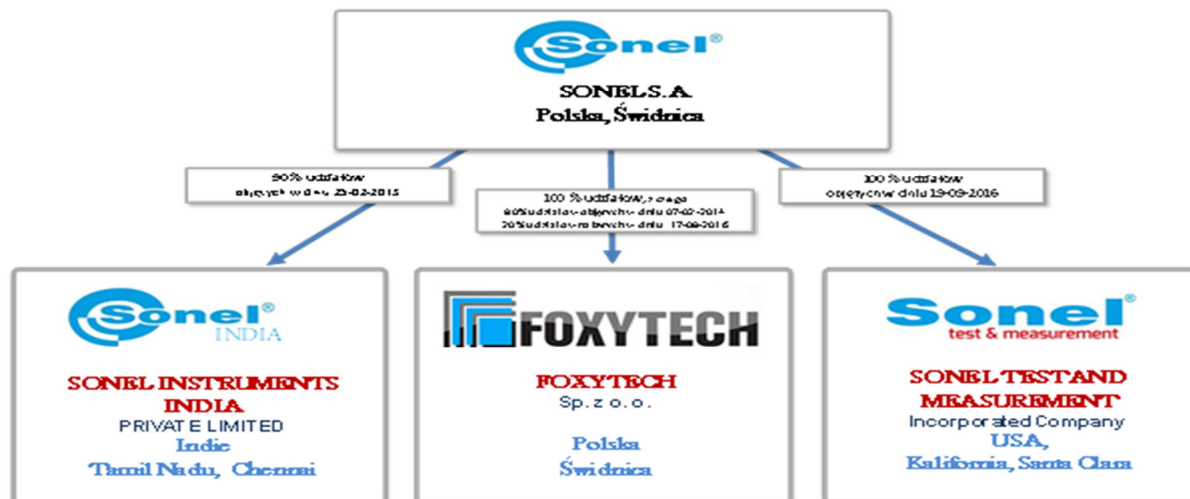 Sonel®
SONEL S.A.
Polska, Świdnica
90% udziałów
objętych w dniu 25-02-2015
100 % udziałów, z czego
80% udziałów objętych w dniu 07-02-2014
20% udziałów nabytych w dniu 17-08-2016
100 % udziałów
objętych w dniu 19-09-2016
Sonel®
INDIA
SONEL INSTRUMENTS
INDIA
PRIVATE LIMITED
Indie
Tamil Nadu, Chennai
FOXYTECH
FOXYTECH
Sp. z o. o.
Polska
Świdnica
Sonel®
test & measurement
SONEL TEST AND
MEASUREMENT
Incorporated Company
USA,
Kalifornia, Santa Clara